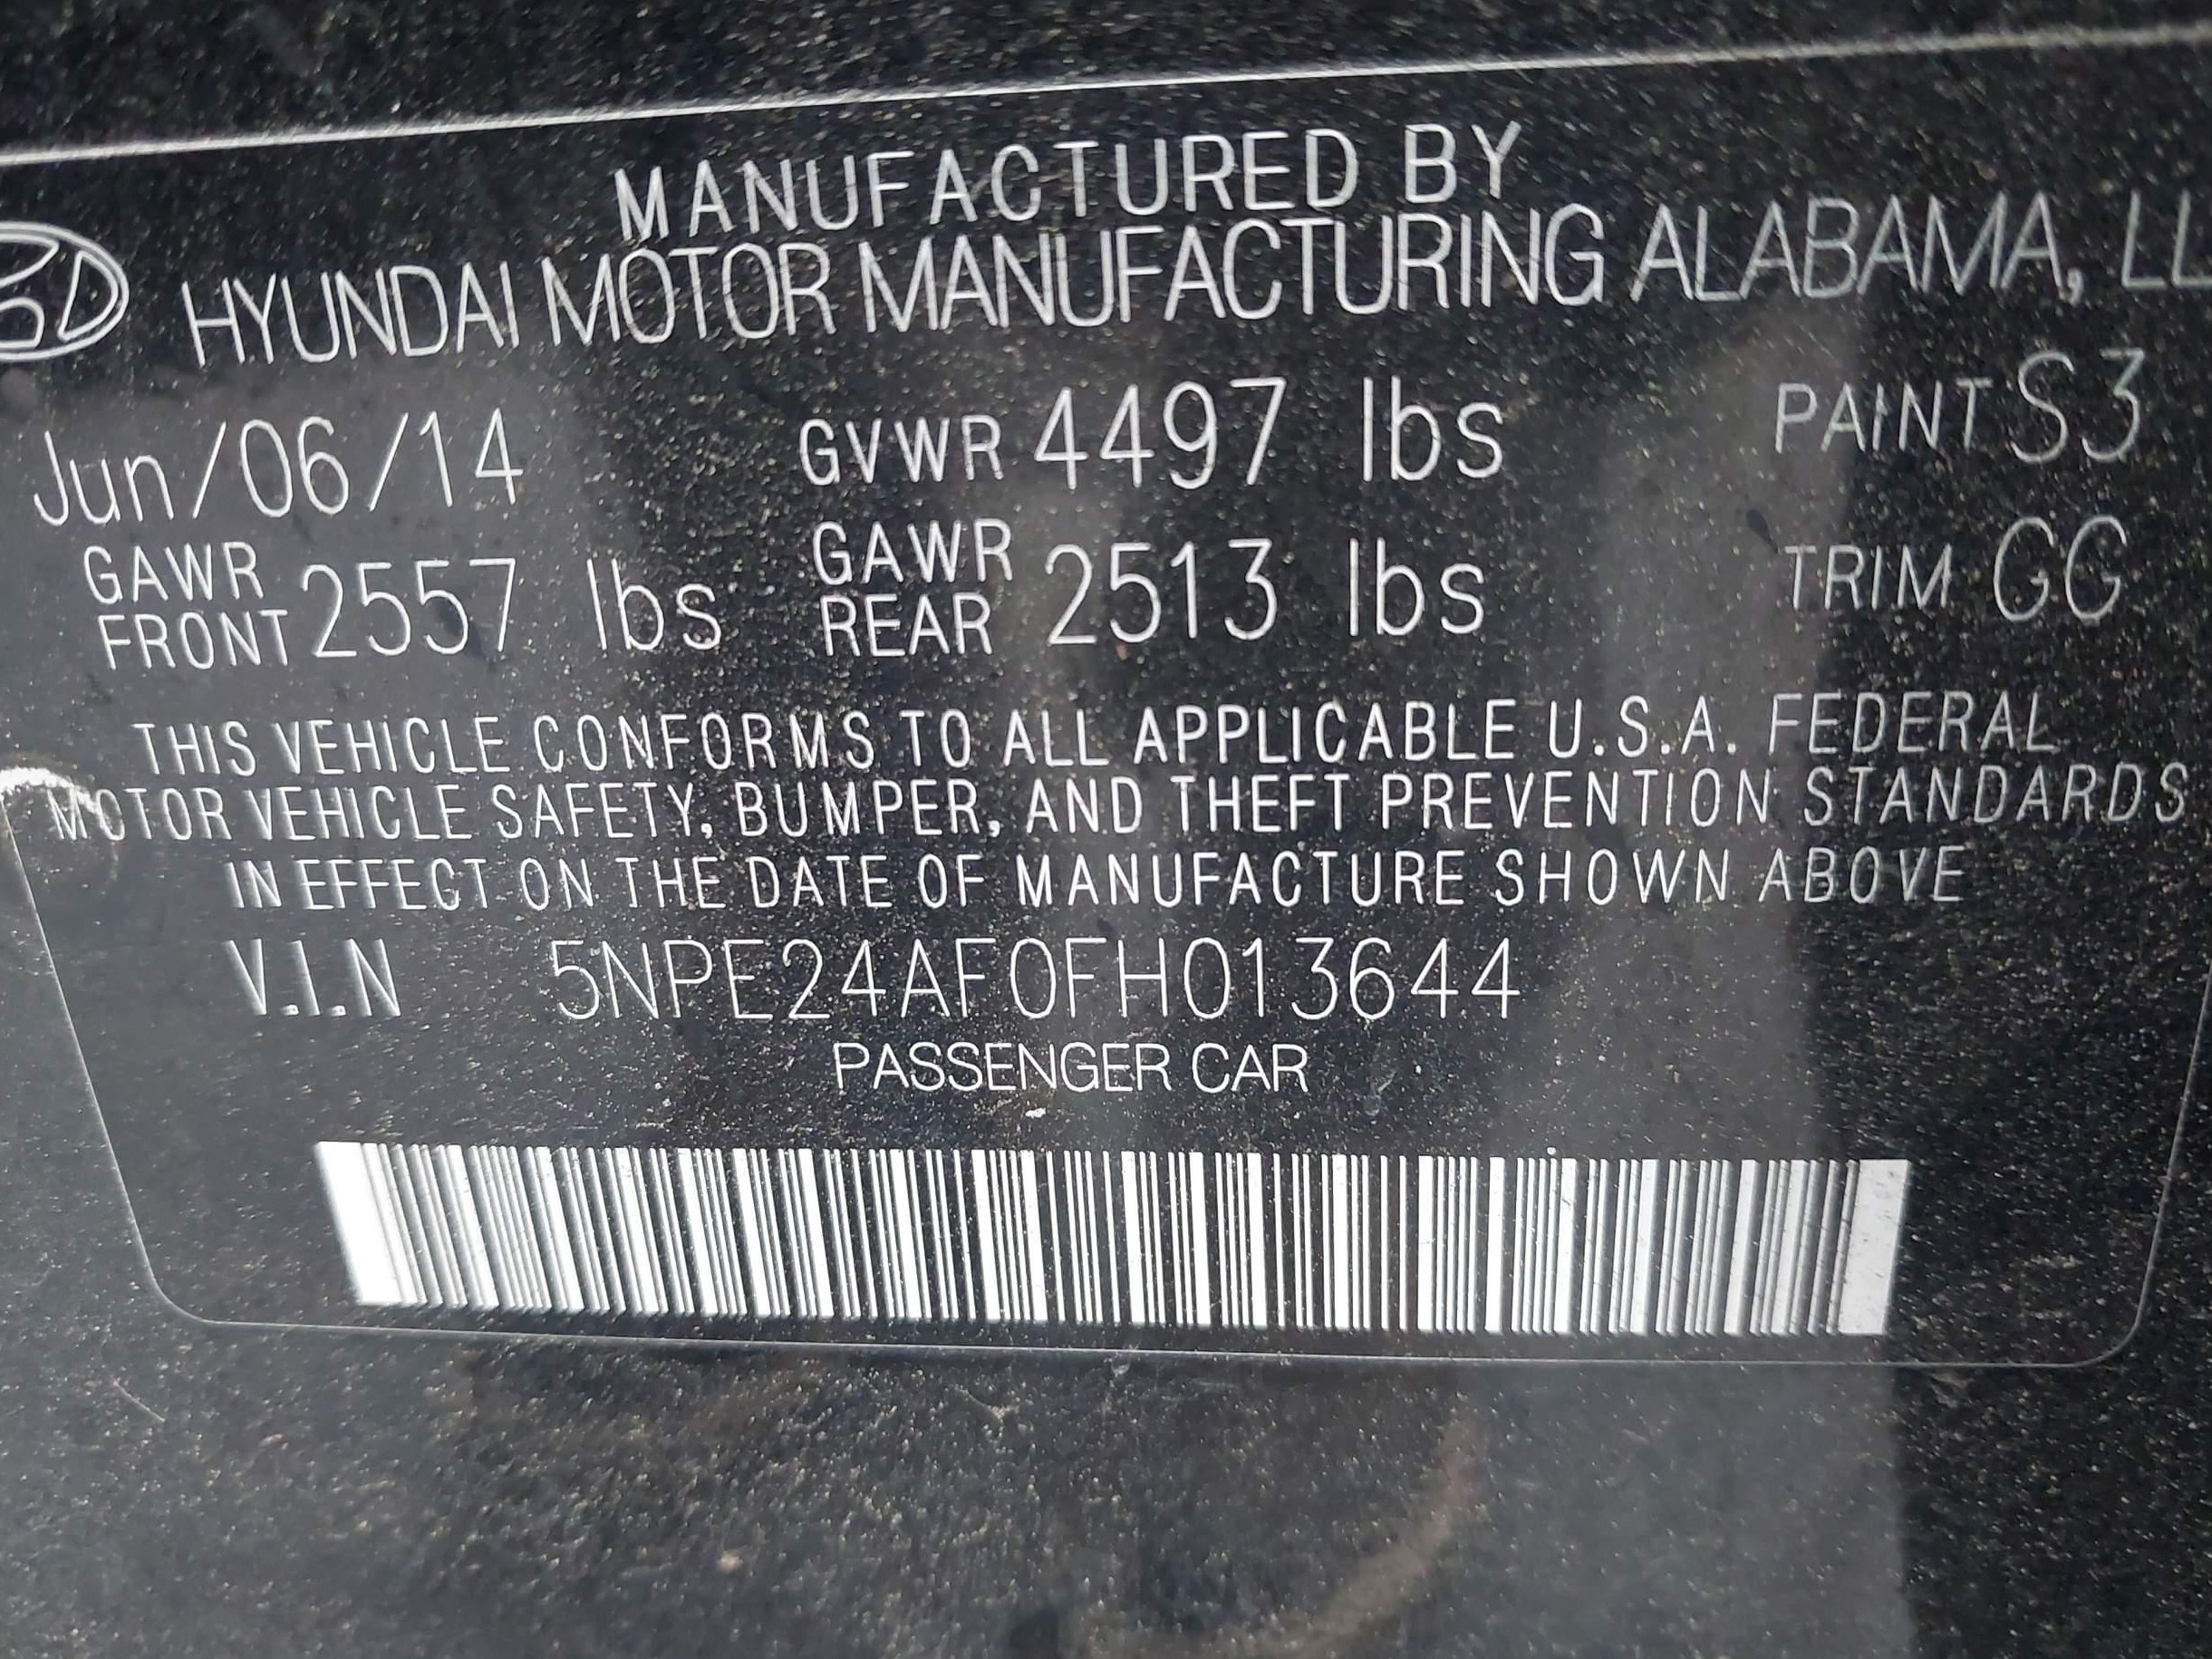 MANUFACTURED BY
HYUNDAI MOTOR MANUFACTURING ALABAMA, LL
Jun/06/14 GVWR 4497 lbs PAINT S3
GAWR FRONT 2557 lbs GAWR REAR 2513 lbs TRIM GG
THIS VEHICLE CONFORMS TO ALL APPLICABLE U.S.A. FEDERAL
MOTOR VEHICLE SAFETY, BUMPER, AND THEFT PREVENTION STANDARDS
IN EFFECT ON THE DATE OF MANUFACTURE SHOWN ABOVE
V.I.N 5NPE24AF0FH013644
PASSENGER CAR